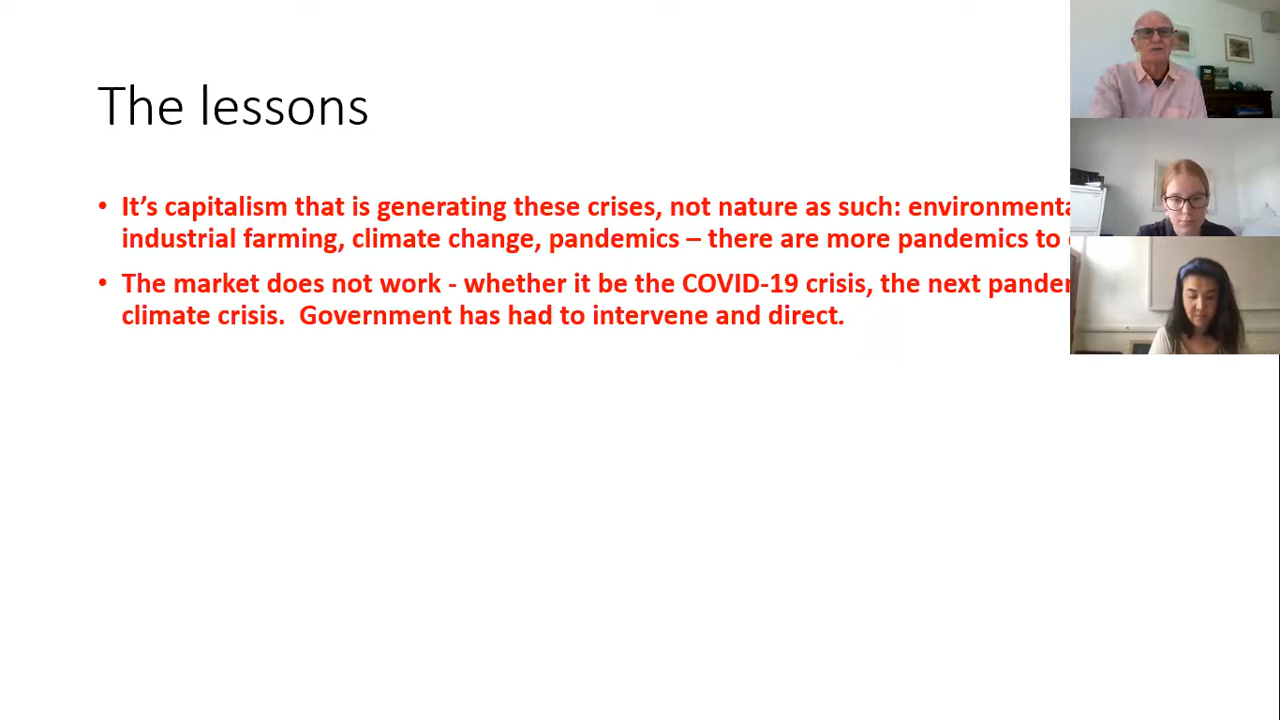 The lessons
• It’s capitalism that is generating these crises, not nature as such:
industrial farming, climate change, pandemics – there are more pandemics to
• The market does not work - whether it be the COVID-19 crisis, the next
climate crisis.  Government has had to intervene and direct.